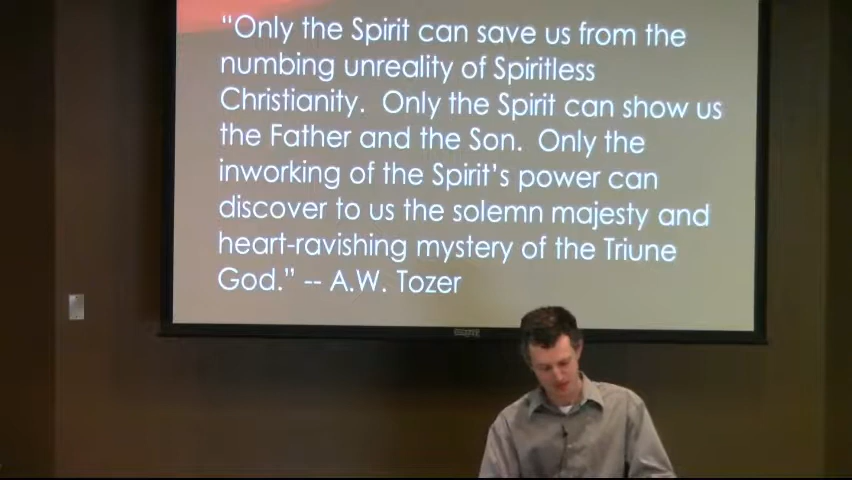 “Only the Spirit can save us from the
numbing unreality of Spiritless
Christianity.  Only the Spirit can show us
the Father and the Son.  Only the
inworking of the Spirit’s power can
discover to us the solemn majesty and
heart-ravishing mystery of the Triune
God.” -- A.W. Tozer